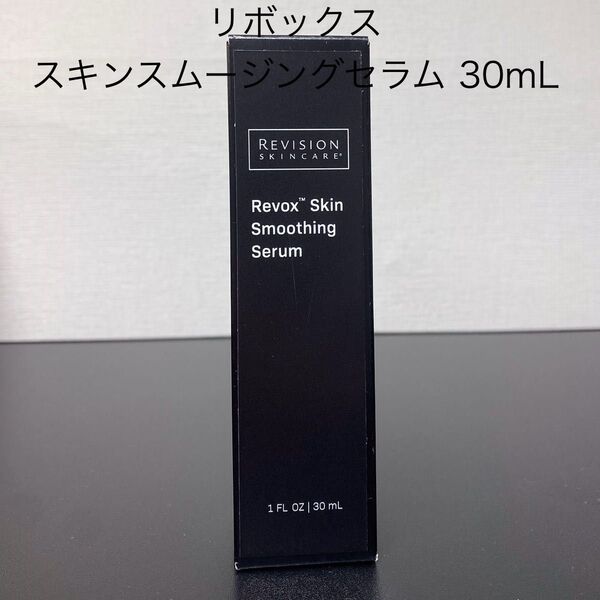 リボックス
スキンスムージングセラム 30mL
REVISION
SKINCARE®
Revox™ Skin
Smoothing
Serum
1 FL OZ | 30 mL